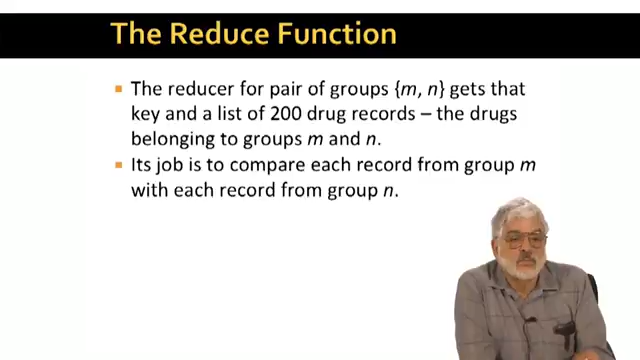 The Reduce Function
The reducer for pair of groups {m, n} gets that
key and a list of 200 drug records – the drugs
belonging to groups m and n.
Its job is to compare each record from group m
with each record from group n.